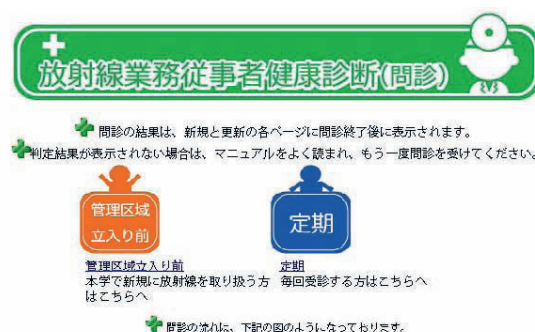 放射線業務従事者健康診断(問診)
問診の結果は、新規と更新の各ページに問診終了後に表示されます。
判定結果が表示されない場合は、マニュアルをよく読まれ、もう一度問診を受けてください。
管理区域
立入り前
定期
管理区域立入り前
本学で新規に放射線を取り扱う方
はこちらへ
定期
毎回受診する方はこちらへ
問診の流れは、下記の図のようになっております。